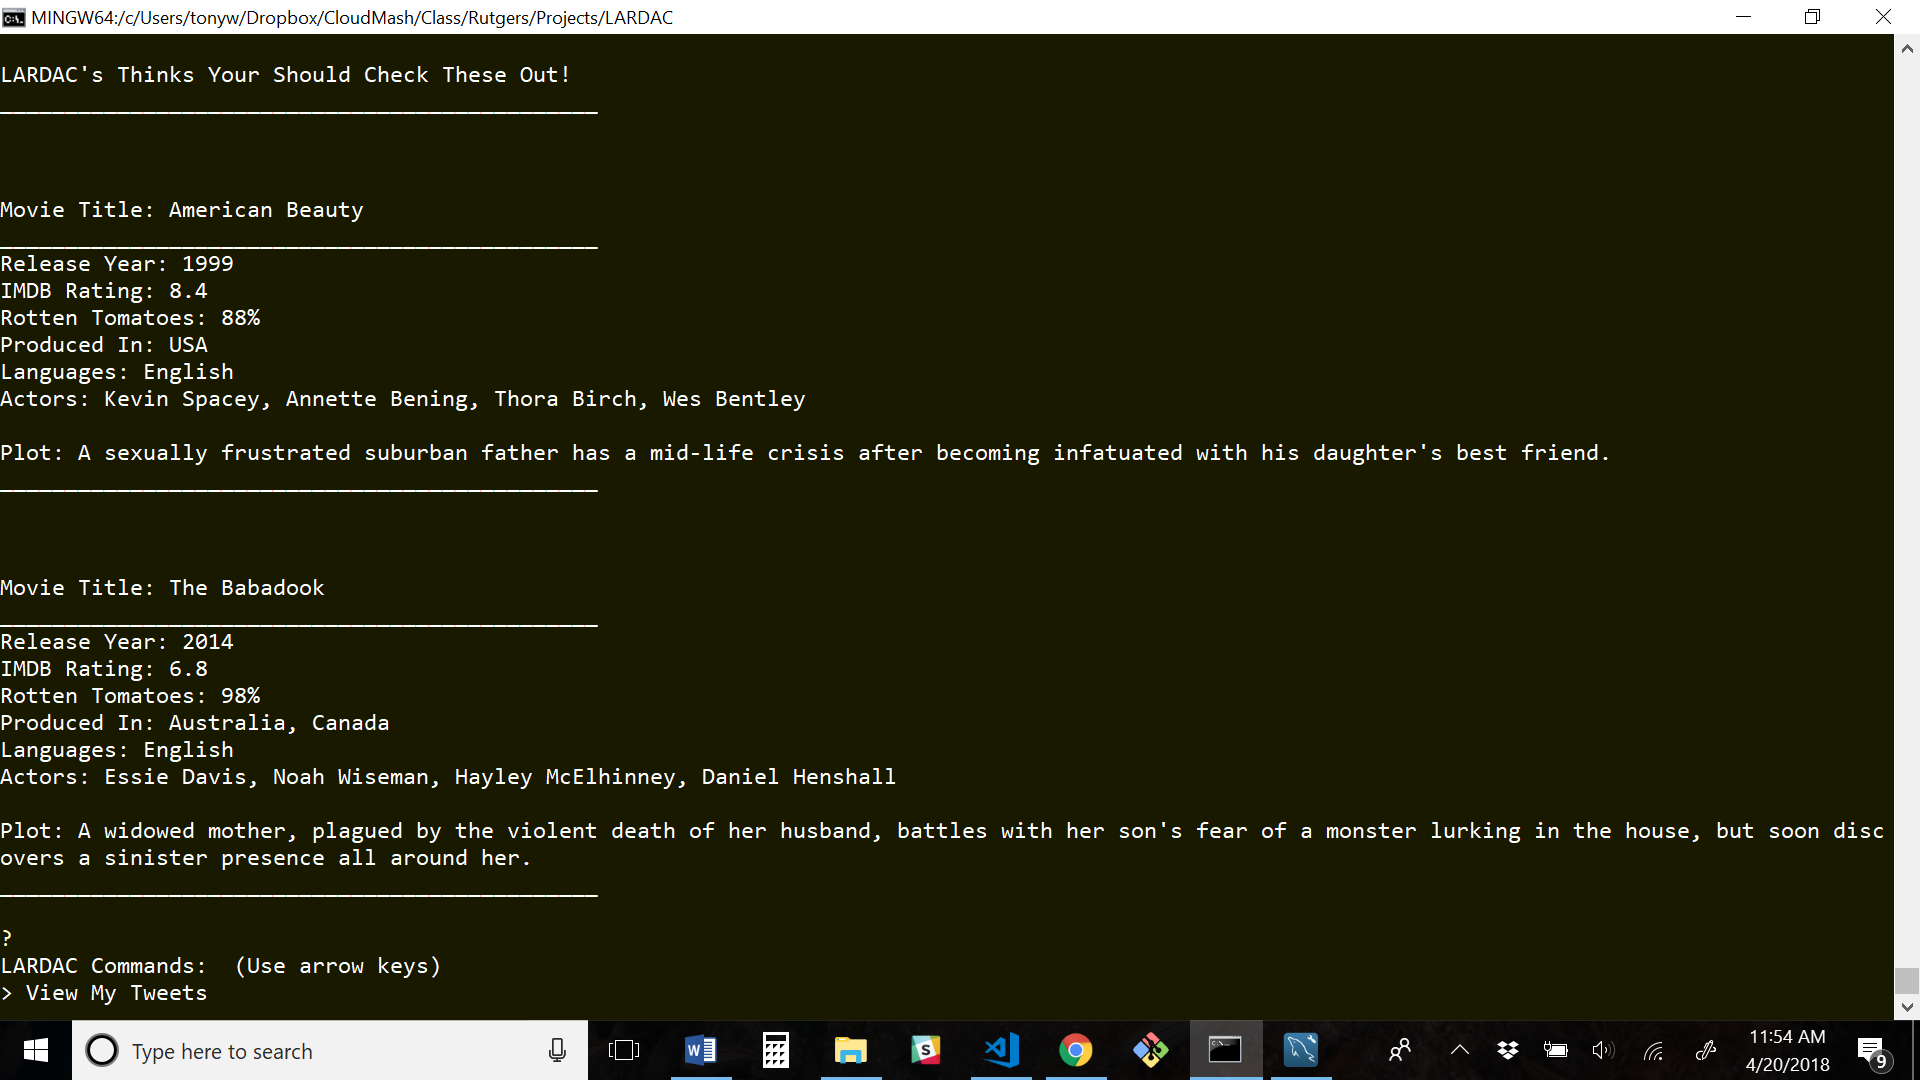 MINGW64:/c/Users/tonyw/Dropbox/CloudMash/Class/Rutgers/Projects/LARDAC
LARDAC's Thinks Your Should Check These Out!
______________________________________________
Movie Title: American Beauty
______________________________________________
Release Year: 1999
IMDB Rating: 8.4
Rotten Tomatoes: 88%
Produced In: USA
Languages: English
Actors: Kevin Spacey, Annette Bening, Thora Birch, Wes Bentley
Plot: A sexually frustrated suburban father has a mid-life crisis after becoming infatuated with his daughter's best friend.
______________________________________________
Movie Title: The Babadook
______________________________________________
Release Year: 2014
IMDB Rating: 6.8
Rotten Tomatoes: 98%
Produced In: Australia, Canada
Languages: English
Actors: Essie Davis, Noah Wiseman, Hayley McElhinney, Daniel Henshall
Plot: A widowed mother, plagued by the violent death of her husband, battles with her son's fear of a monster lurking in the house, but soon disc
overs a sinister presence all around her.
______________________________________________
?
LARDAC Commands:  (Use arrow keys)
> View My Tweets
Type here to search
11:54 AM
4/20/2018
9